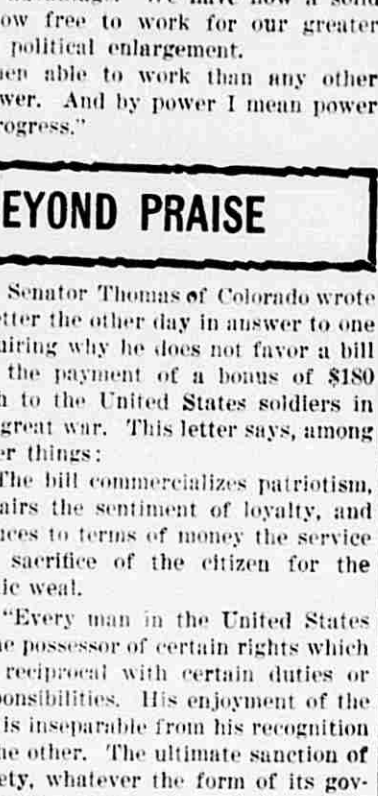 ow free to work for our greater
political enlargement.
en able to work than any other
wer. And by power I mean power
rogress."
EYOND PRAISE
Senator Thomas of Colorado wrote
tter the other day in answer to one
uiring why he does not favor a bill
the payment of a bonus of $180
h to the United States soldiers in
great war. This letter says, among
er things:
The bill commercializes patriotism,
airs the sentiment of loyalty, and
uces to terms of money the service
sacrifice of the citizen for the
ic weal.
"Every man in the United States
he possessor of certain rights which
reciprocal with certain duties or
ponsibilities. His enjoyment of the
is inseparable from his recognition
he other. The ultimate sanction of
ety, whatever the form of its gov-